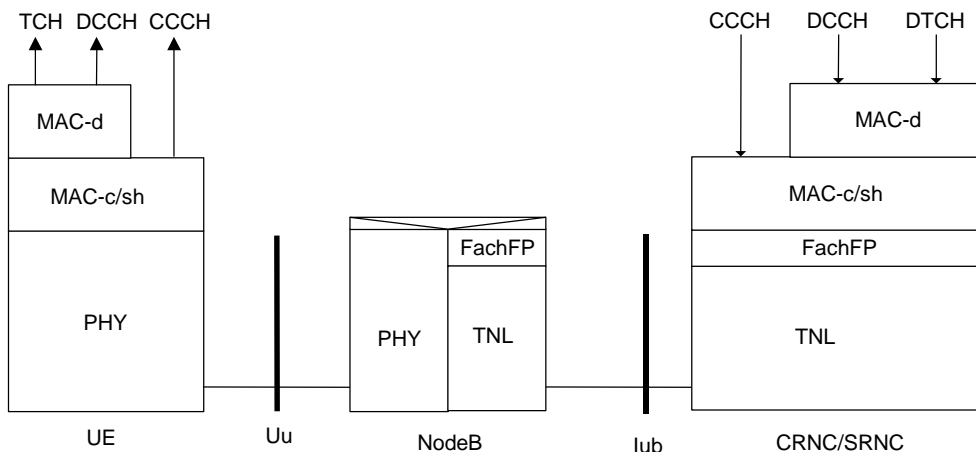 TCH DCCH CCCH CCCH DCCH DTCH
MAC-d MAC-d
MAC-c/sh MAC-c/sh
FachFP FachFP
PHY PHY TNL TNL
UE Uu NodeB Iub CRNC/SRNC